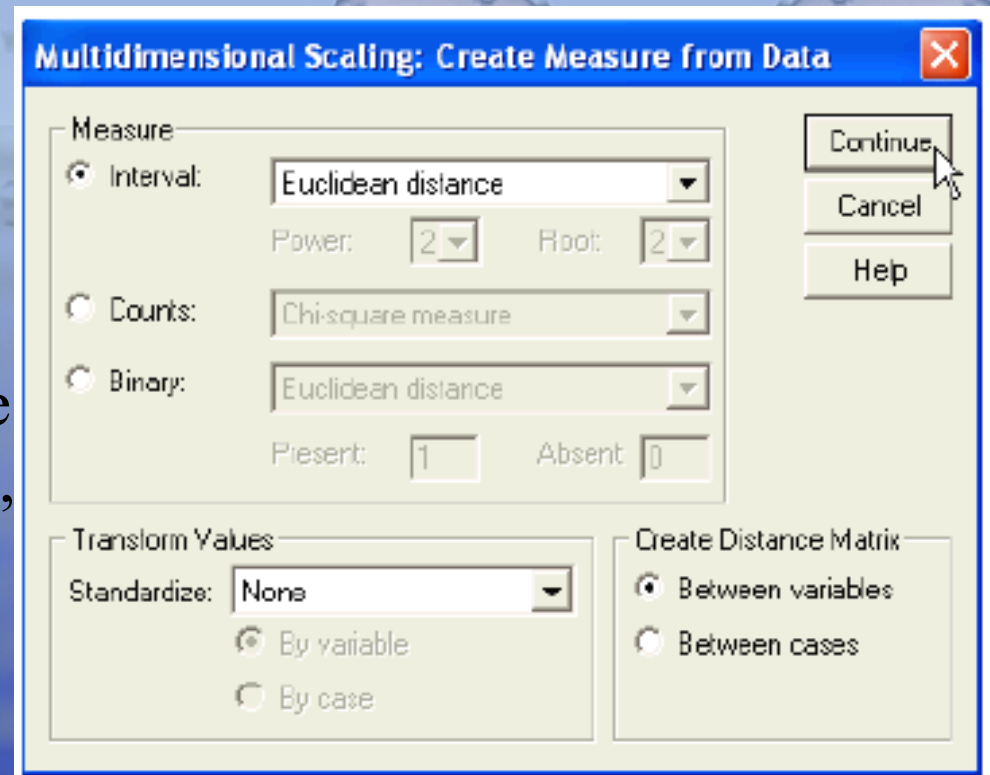 Multidimensional Scaling: Create Measure from Data
Measure
Interval: Euclidean distance
Power: 2 Root: 2
Counts: Chi-square measure
Binary: Euclidean distance
Present: 1 Absent 0
Continue
Cancel
Help
e
,
Transform Values
Standardize: None
By variable
By case
Create Distance Matrix
Between variables
Between cases